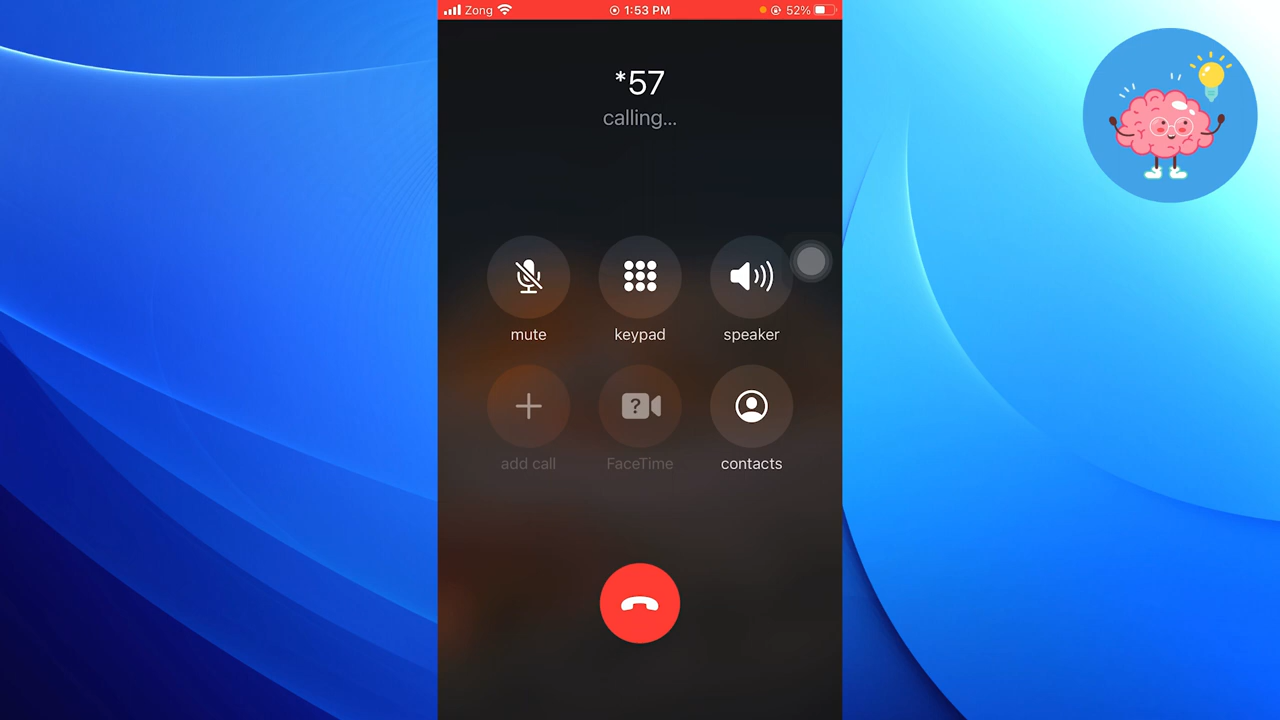 Zong 1:53 PM 52%
*57
calling...
mute keypad speaker
?
add call FaceTime contacts